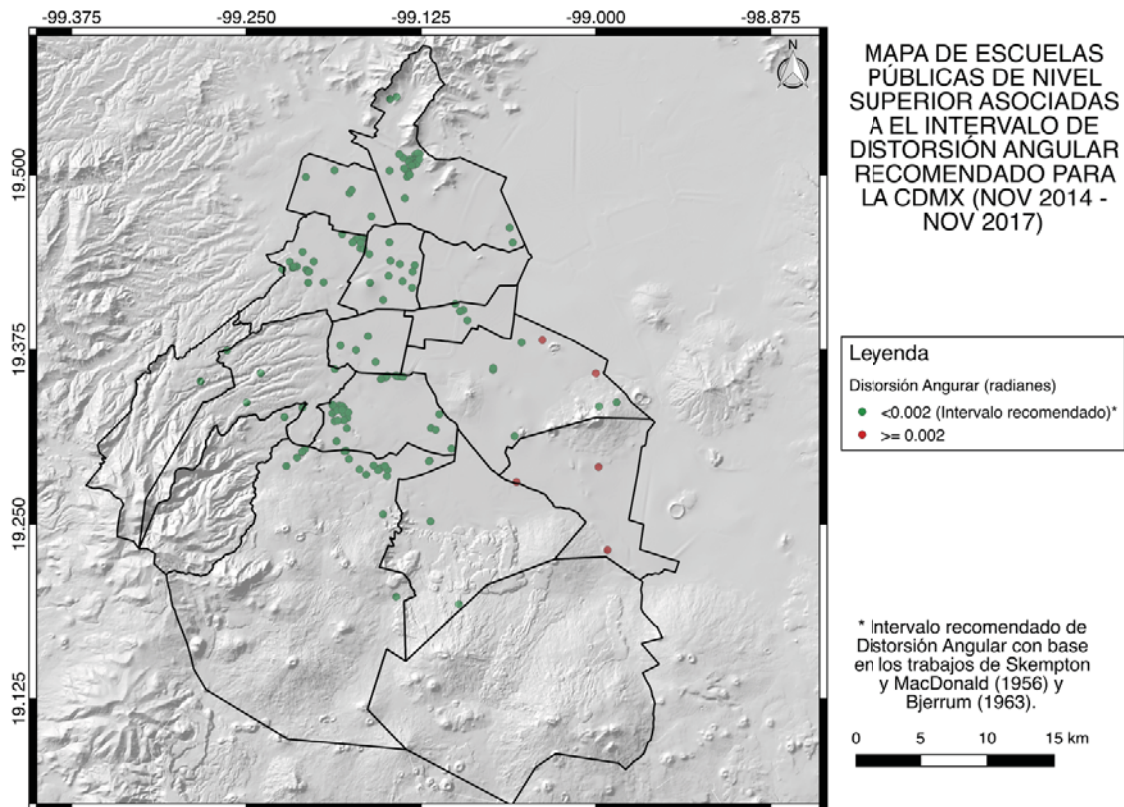 -99.375 -99.250 -99.125 -99.000 -98.875
N
19.500
19.375
19.250
19.125
MAPA DE ESCUELAS
PÚBLICAS DE NIVEL
SUPERIOR ASOCIADAS
A EL INTERVALO DE
DISTORSIÓN ANGULAR
RECOMENDADO PARA
LA CDMX (NOV 2014 -
NOV 2017)
Leyenda
Distorsión Angurar (radianes)
<0.002 (Intervalo recomendado)*
>= 0.002
* Intervalo recomendado de
Distorsión Angular con base
en los trabajos de Skempton
y MacDonald (1956) y
Bjerrum (1963).
0 5 10 15 km